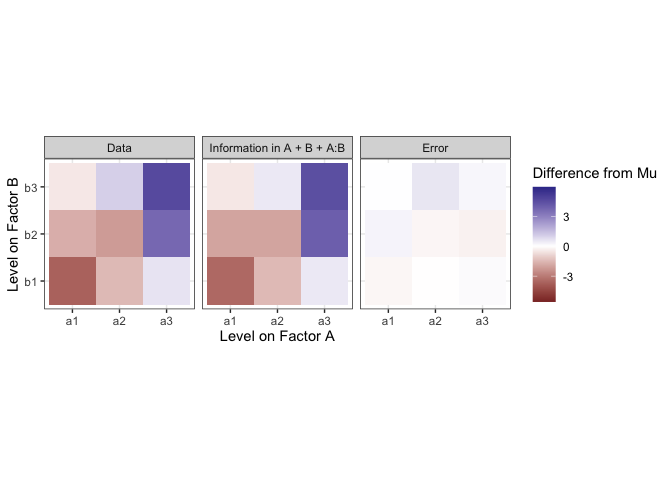 Data
Information in A + B + A:B
Error
Difference from Mu
3
0
-3
Level on Factor B
b3
b2
b1
a1 a2 a3
a1 a2 a3
a1 a2 a3
Level on Factor A